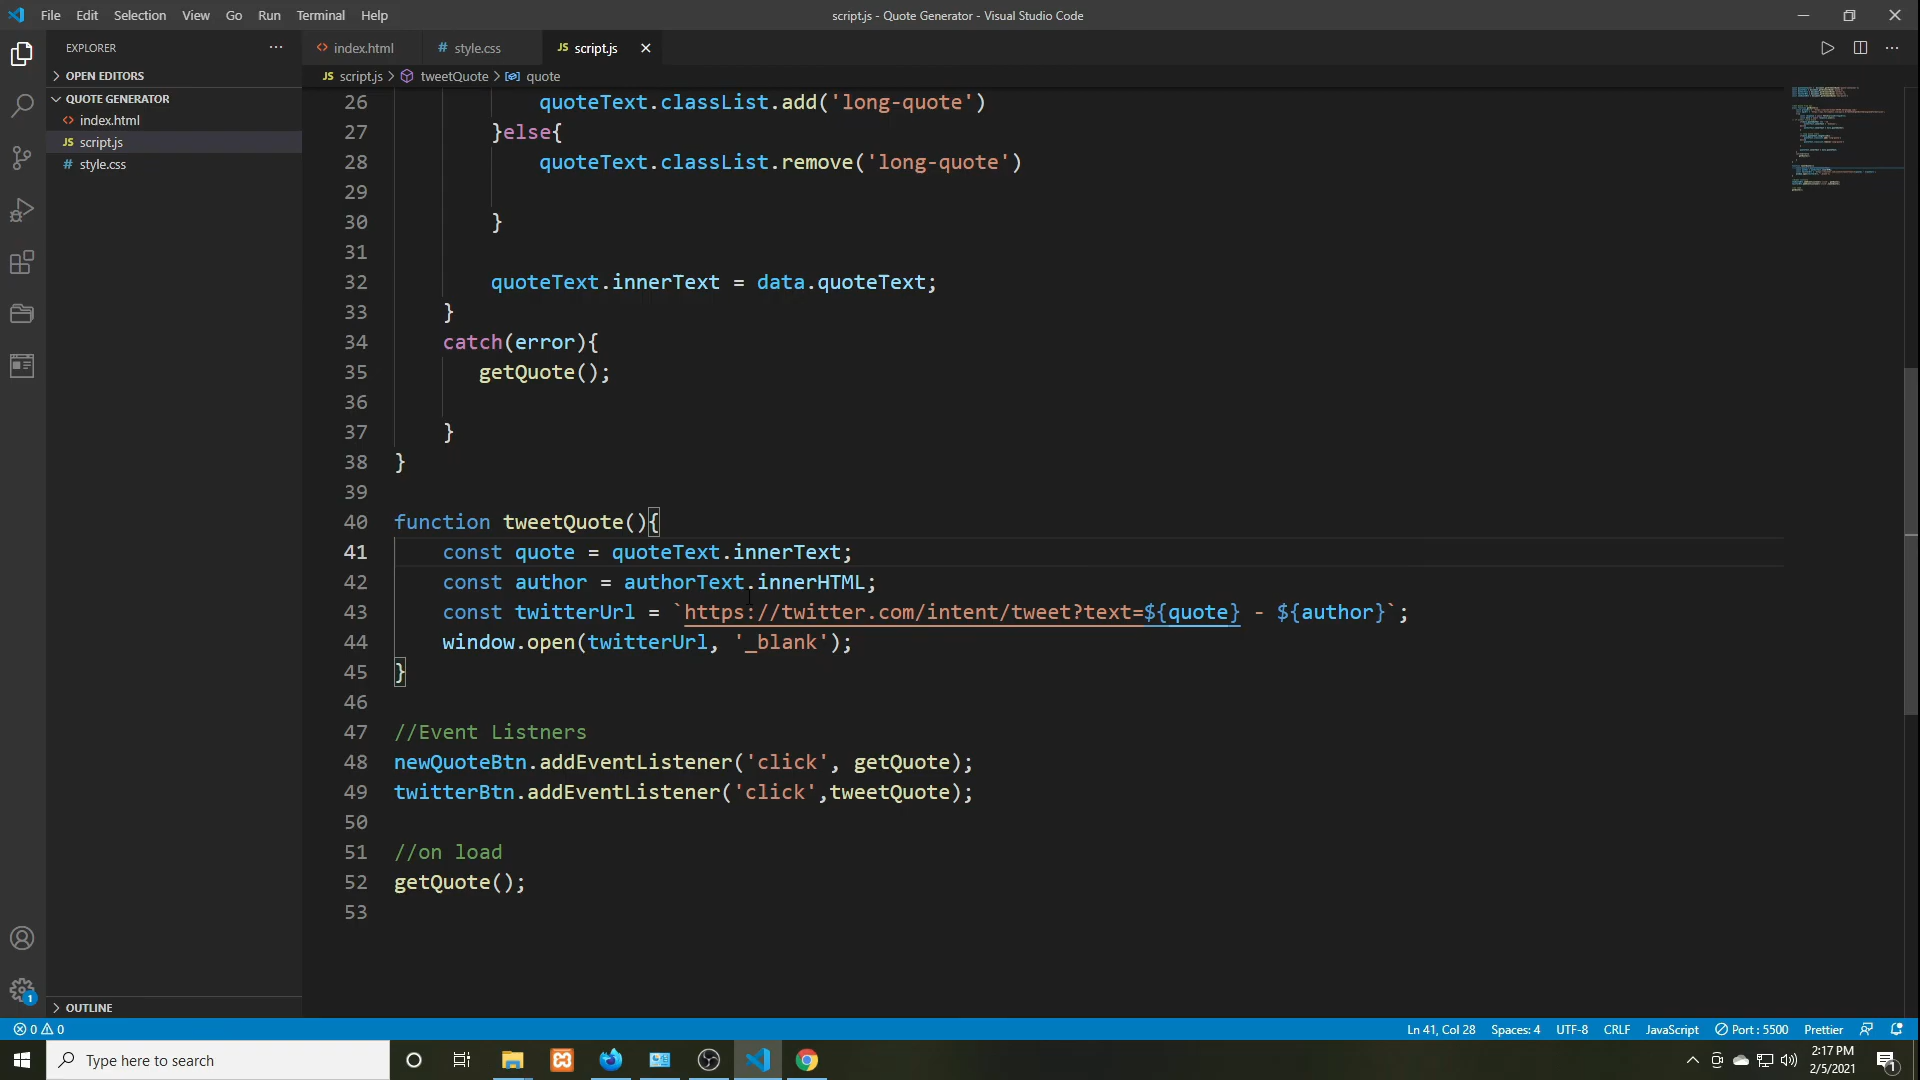 File Edit Selection View Go Run Terminal Help
script.js - Quote Generator - Visual Studio Code
EXPLORER
OPEN EDITORS
QUOTE GENERATOR
index.html
JS script.js
# style.css
index.html
# style.css
JS script.js
JS script.js > tweetQuote > quote
26 quoteText.classList.add('long-quote')
27 }else{
28 quoteText.classList.remove('long-quote')
29
30 }
31
32 quoteText.innerText = data.quoteText;
33 }
34 catch(error){
35 getQuote();
36
37 }
38 }
39
40 function tweetQuote(){
41 const quote = quoteText.innerText;
42 const author = authorText.innerHTML;
43 const twitterUrl = `https://twitter.com/intent/tweet?text=${quote} - ${author}`;
44 window.open(twitterUrl, '_blank');
45 }
46
47 //Event Listners
48 newQuoteBtn.addEventListener('click', getQuote);
49 twitterBtn.addEventListener('click',tweetQuote);
50
51 //on load
52 getQuote();
53
1
OUTLINE
0 0
Ln 41, Col 28 Spaces: 4 UTF-8 CRLF JavaScript Port : 5500 Prettier
Type here to search
2:17 PM
2/5/2021
1